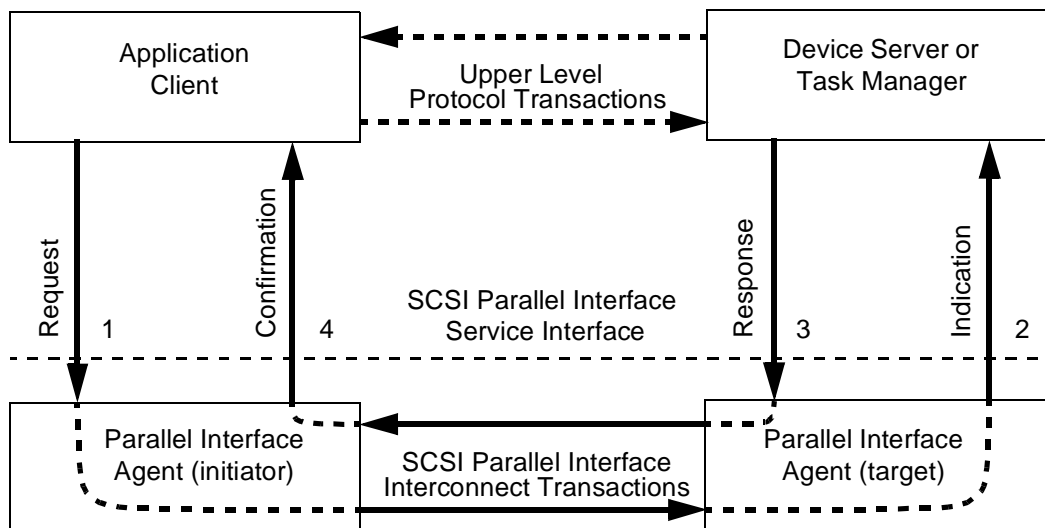 Application
Client
Upper Level
Protocol Transactions
Device Server or
Task Manager
Request
1
Confirmation
4
SCSI Parallel Interface
Service Interface
Response
3
Indication
2
Parallel Interface
Agent (initiator)
SCSI Parallel Interface
Interconnect Transactions
Parallel Interface
Agent (target)